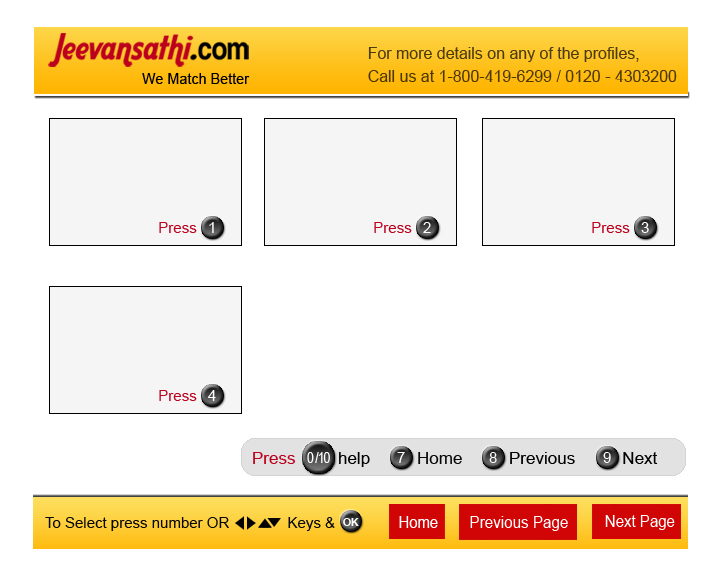 Jeevansathi.com
We Match Better
For more details on any of the profiles,
Call us at 1-800-419-6299 / 0120 - 4303200
Press 1
Press 2
Press 3
Press 4
Press 0/10 help 7 Home 8 Previous 9 Next
To Select press number OR ◀▶▲▼ Keys & OK
Home
Previous Page
Next Page